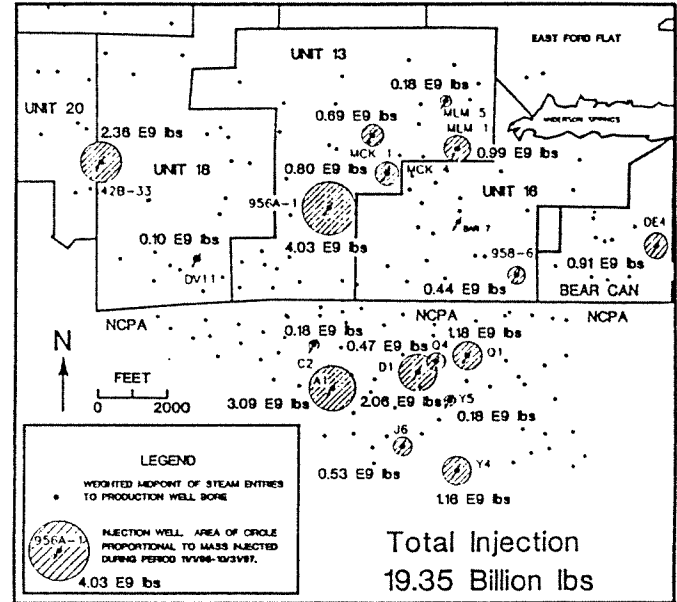 UNIT 13
EAST FORD FLAT
0.18 E9 lbs
MLM 5
UNIT 20
0.69 E9 lbs
MLM 1
ANDERSON SPRINGS
2.36 E9 lbs
MCK 1
0.99 E9 lbs
UNIT 18
0.80 E9 lbs
MCK 4
42B-33
956A-1
UNIT 16
BAR 7
DE4
4.03 E9 lbs
0.10 E9 lbs
958-6
DV11
0.91 E9 lbs
0.44 E9 lbs
BEAR CAN
NCPA
NCPA
NCPA
0.18 E9 lbs
1.18 E9 lbs
0.47 E9 lbs
Q4
Q1
C2
D1
N
FEET
A1
0
2000
3.09 E9 lbs
2.06 E9 lbs
Y5
0.18 E9 lbs
J6
Y4
0.53 E9 lbs
1.16 E9 lbs
LEGEND
WEIGHTED MIDPOINT OF STEAM ENTRIES
TO PRODUCTION WELL BORE
956A-1
INJECTION WELL. AREA OF CIRCLE
PROPORTIONAL TO MASS INJECTED
DURING PERIOD
4.03 E9 lbs
Total Injection
19.35 Billion lbs